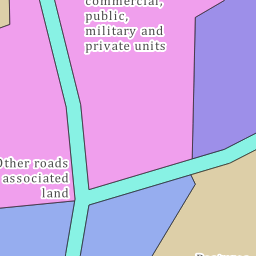 commercial,
public,
military and
private units
Other roads
associated
land